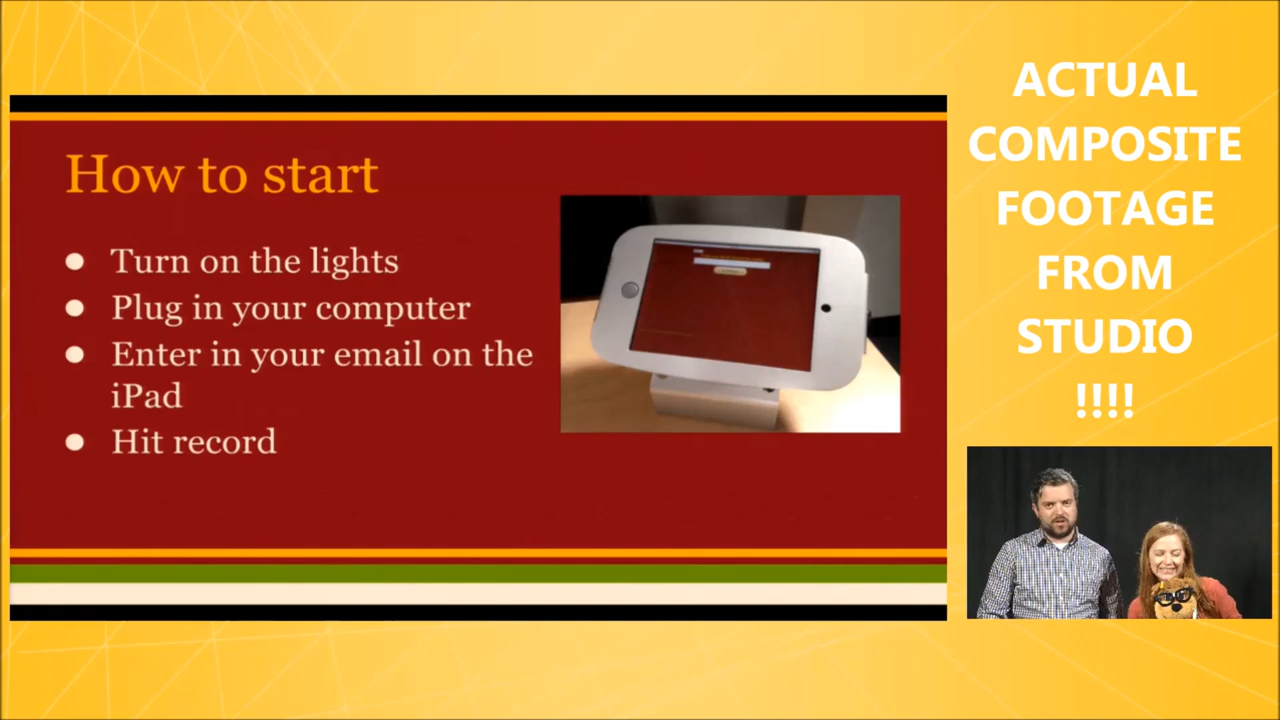 How to start
Turn on the lights
Plug in your computer
Enter in your email on the
iPad
Hit record
ACTUAL
COMPOSITE
FOOTAGE
FROM
STUDIO
!!!!